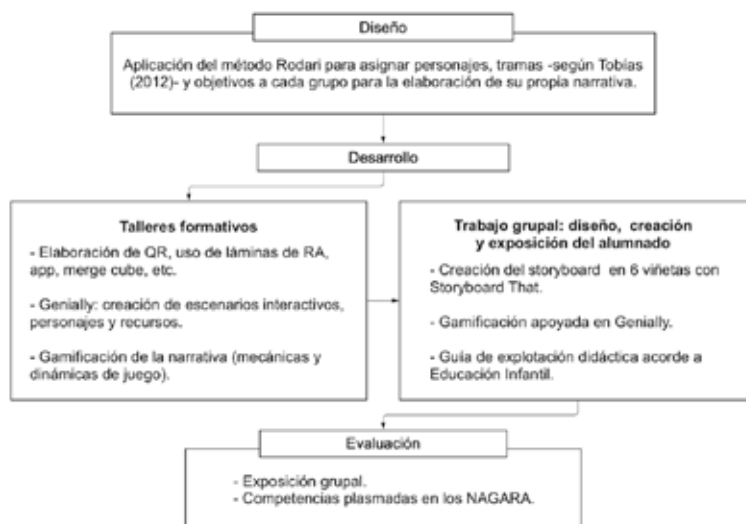 Diseño
Aplicación del método Rodari para asignar personajes, tramas -según Tobías
(2012)- y objetivos a cada grupo para la elaboración de su propia narrativa.
Desarrollo
Talleres formativos
- Elaboración de QR, uso de láminas de RA,
app, merge cube, etc.
- Genially: creación de escenarios interactivos,
personajes y recursos.
- Gamificación de la narrativa (mecánicas y
dinámicas de juego).
Trabajo grupal: diseño, creación
y exposición del alumnado
- Creación del storyboard en 6 viñetas con
Storyboard That.
- Gamificación apoyada en Genially.
- Guía de explotación didáctica acorde a
Educación Infantil.
Evaluación
- Exposición grupal.
- Competencias plasmadas en los NAGARA.